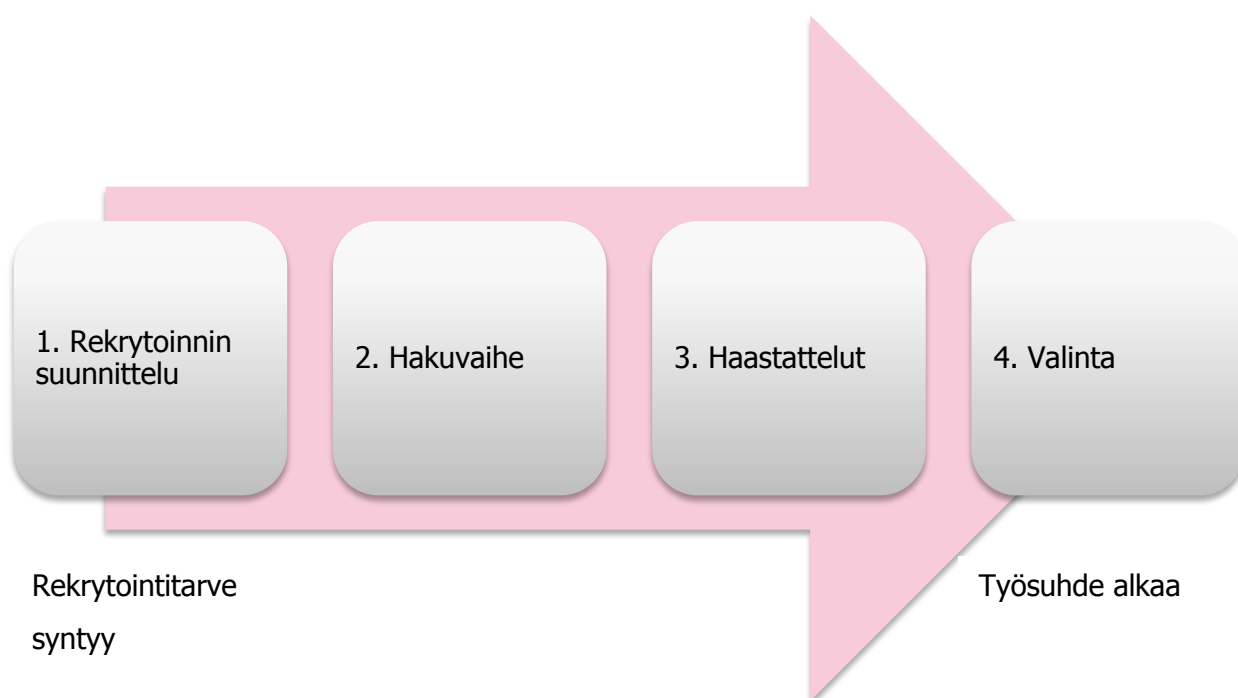 1. Rekrytoinnin
suunnittelu
2. Hakuvaihe
3. Haastattelut
4. Valinta
Rekrytointitarve
syntyy
Työsuhde alkaa